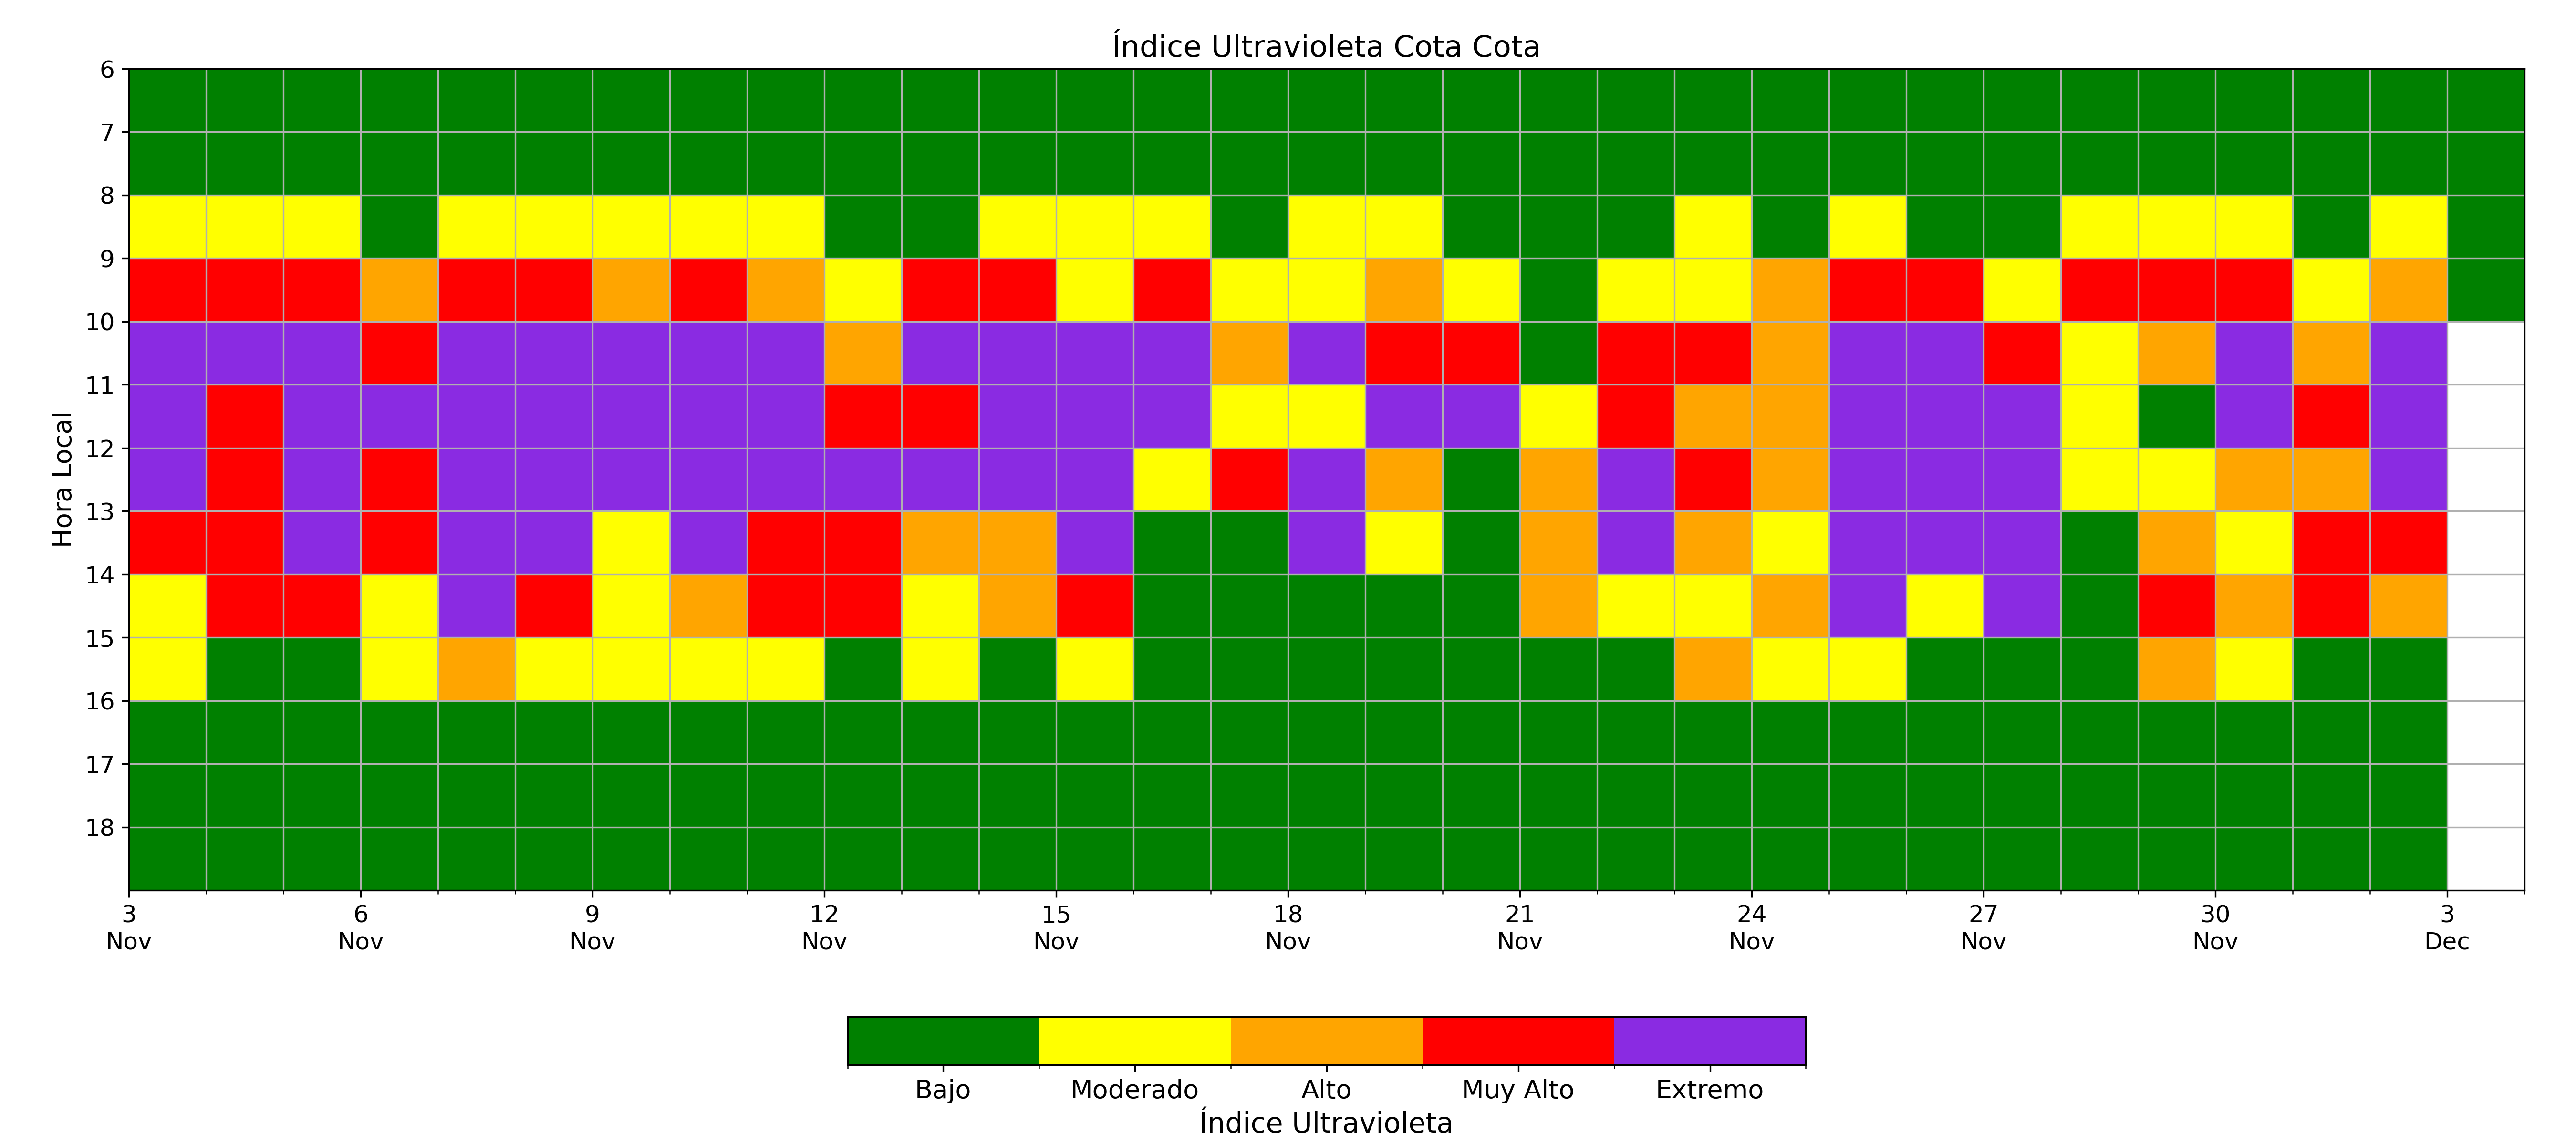 Índice Ultravioleta Cota Cota
Hora Local
6
7
8
9
10
11
12
13
14
15
16
17
18
3 6 9 12 15 18 21 24 27 30 3
Nov Nov Nov Nov Nov Nov Nov Nov Nov Nov Dec
Bajo Moderado Alto Muy Alto Extremo
Índice Ultravioleta